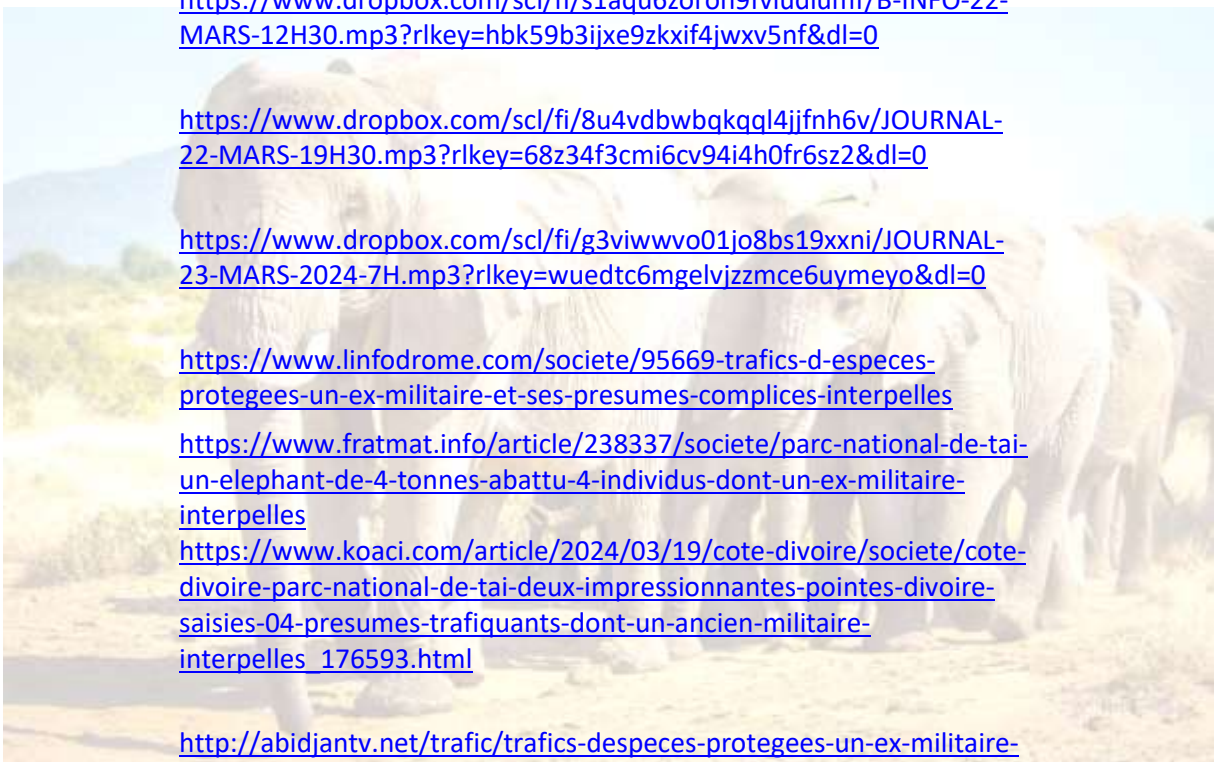 MARS-12H30.mp3?rlkey=hbk59b3ijxe9zkxif4jwxv5nf&dl=0
https://www.dropbox.com/scl/fi/8u4vdbwbqkqql4jjfnh6v/JOURNAL-
22-MARS-19H30.mp3?rlkey=68z34f3cmi6cv94i4h0fr6sz2&dl=0
https://www.dropbox.com/scl/fi/g3viwwvo01jo8bs19xxni/JOURNAL-
23-MARS-2024-7H.mp3?rlkey=wuedtc6mgelvjzzmce6uymeyo&dl=0
https://www.linfodrome.com/societe/95669-trafics-d-especes-
protegees-un-ex-militaire-et-ses-presumes-complices-interpelles
https://www.fratmat.info/article/238337/societe/parc-national-de-tai-
un-elephant-de-4-tonnes-abattu-4-individus-dont-un-ex-militaire-
interpelles
https://www.koaci.com/article/2024/03/19/cote-divoire/societe/cote-
divoire-parc-national-de-tai-deux-impressionnantes-pointes-divoire-
saisies-04-presumes-trafiquants-dont-un-ancien-militaire-
interpelles_176593.html
http://abidjantv.net/trafic/trafics-despeces-protegees-un-ex-militaire-